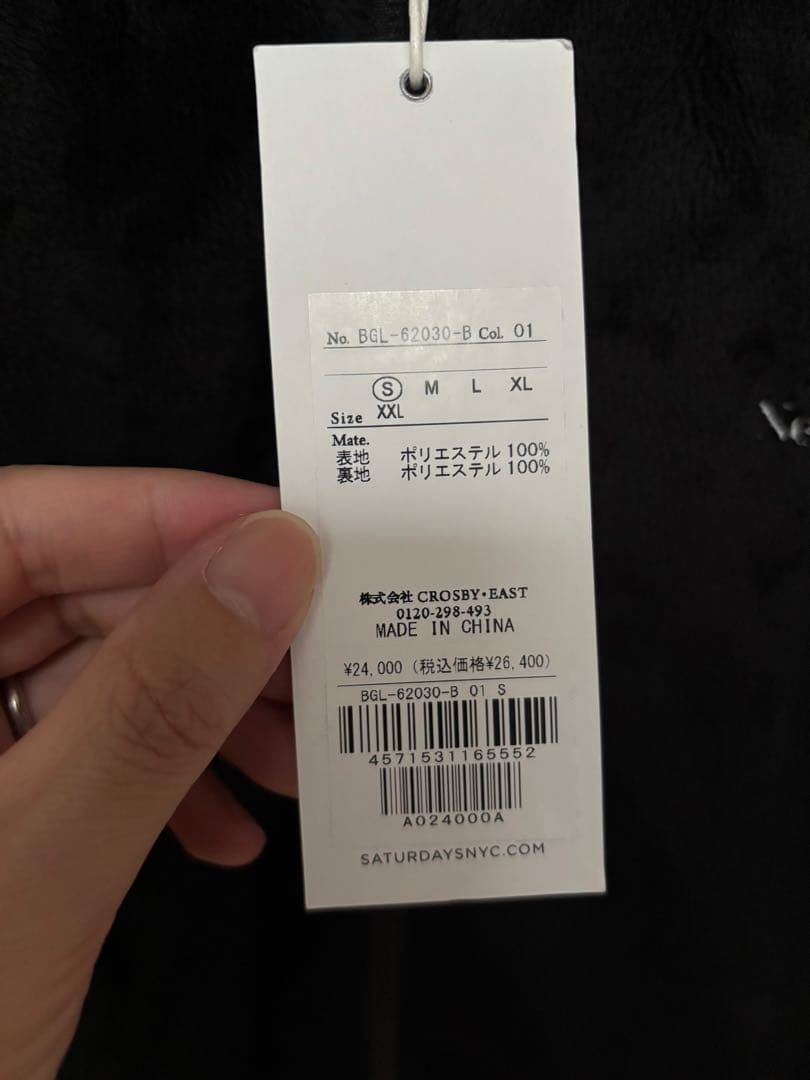 No. BGL-62030-B Col. 01
S M L XL
Size XXL
Mate.
表地 ポリエステル 100%
裏地 ポリエステル 100%
株式会社 CROSBY・EAST
0120-298-493
MADE IN CHINA
¥24,000 (税込価格¥26,400)
BGL-62030-B 01 S
4571531165552
A024000A
SATURDAYSNYC.COM